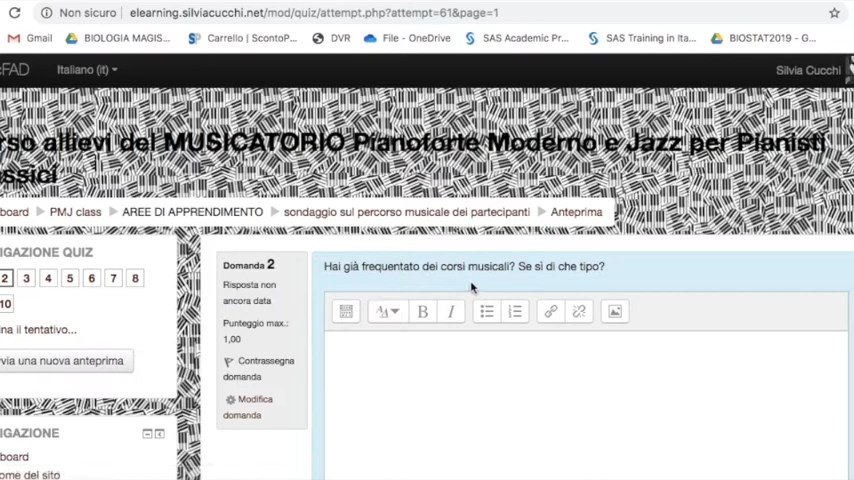 Non sicuro | elearning.silviacucchi.net/mod/quiz/attempt.php?attempt=61&page=1
Gmail BIOLOGIA MAGIS... Carrello | ScontoP... DVR File - OneDrive SAS Academic Pr... SAS Training in Ita... BIOSTAT2019 - G...
FAD Italiano (it) Silvia Cucchi
rso allievi del MUSICATORIO Pianoforte Moderno e Jazz per Pianisti
assici
board PMJ class AREE DI APPRENDIMENTO sondaggio sul percorso musicale dei partecipanti Anteprima
IGAZIONE QUIZ
2 3 4 5 6 7 8
10
ina il tentativo...
via una nuova anteprima
Domanda 2
Risposta non
ancora data
Punteggio max.:
1,00
Contrassegna
domanda
Modifica
domanda
Hai già frequentato dei corsi musicali? Se sì di che tipo?
B I
IGAZIONE
board
ome del sito